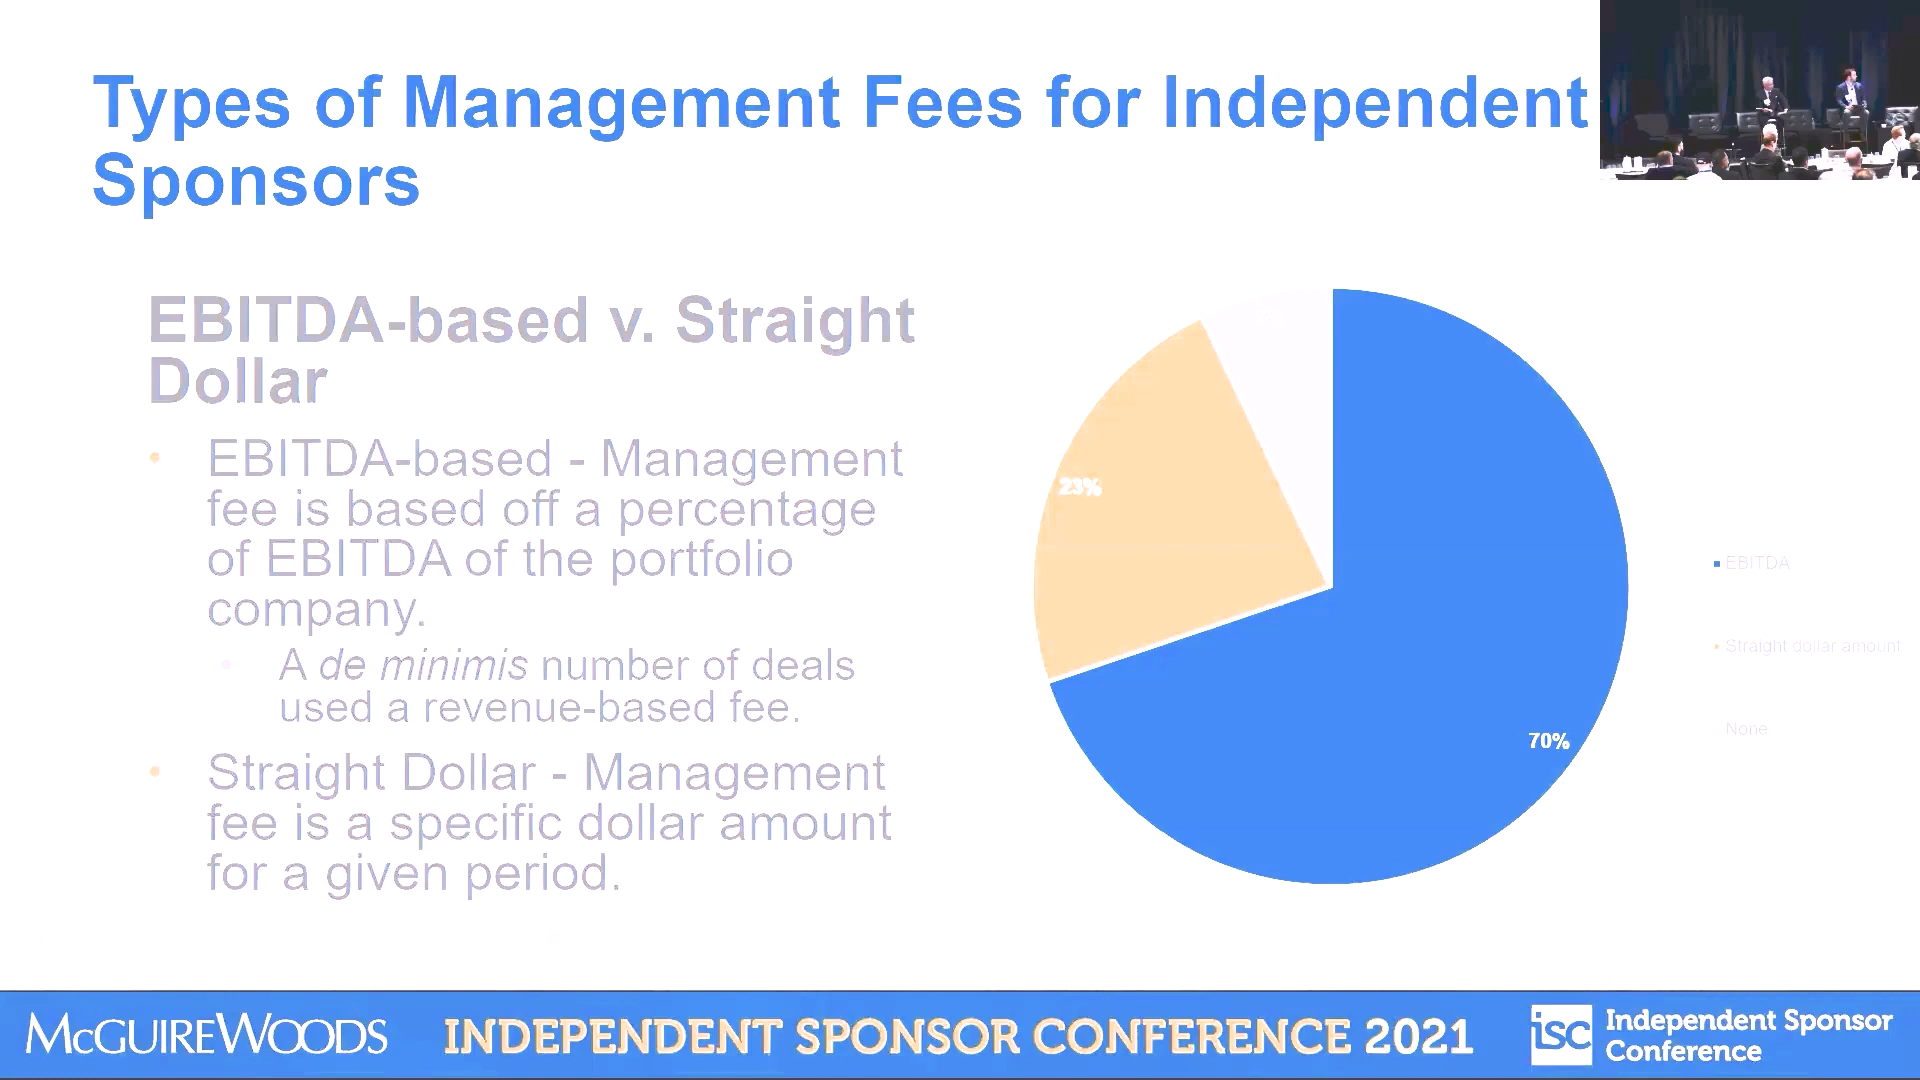 Types of Management Fees for Independent
Sponsors
EBITDA-based v. Straight
Dollar
• EBITDA-based - Management
fee is based off a percentage
of EBITDA of the portfolio
company.
• A de minimis number of deals
used a revenue-based fee.
• Straight Dollar - Management
fee is a specific dollar amount
for a given period.
23%
70%
EBITDA
Straight dollar amount
None
McGUIREWOODS
INDEPENDENT SPONSOR CONFERENCE 2021
isc
Independent Sponsor
Conference